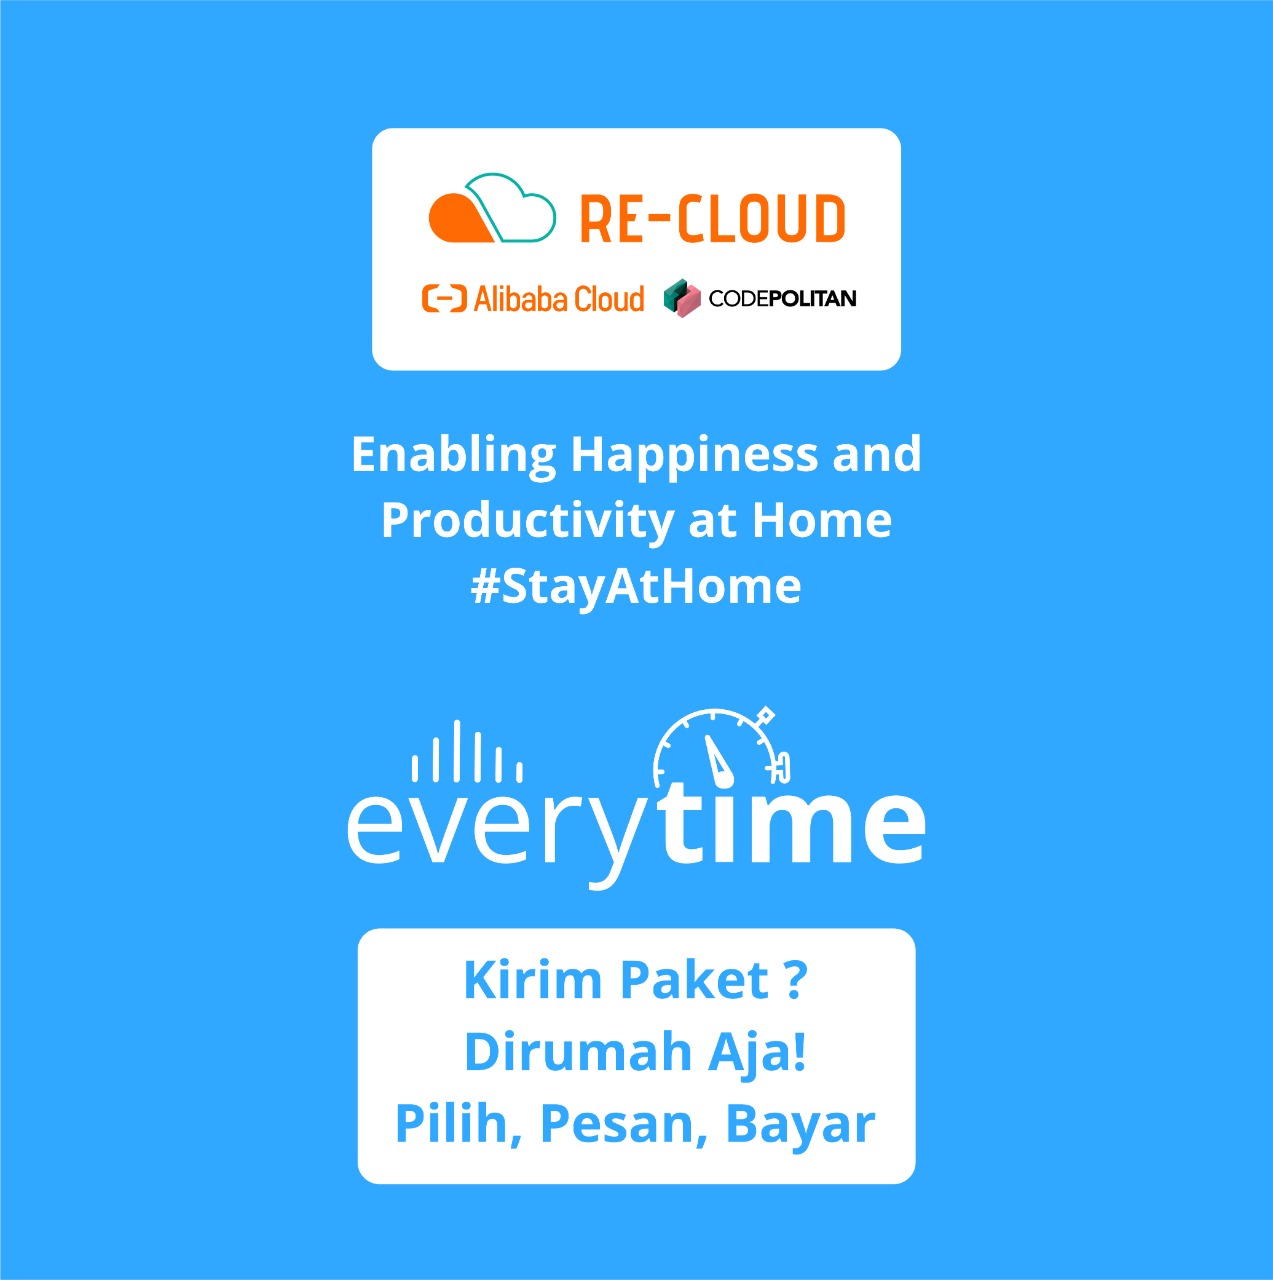 RE-CLOUD
Alibaba Cloud CODEPOLITAN
Enabling Happiness and
Productivity at Home
#StayAtHome
everytime
Kirim Paket ?
Dirumah Aja!
Pilih, Pesan, Bayar